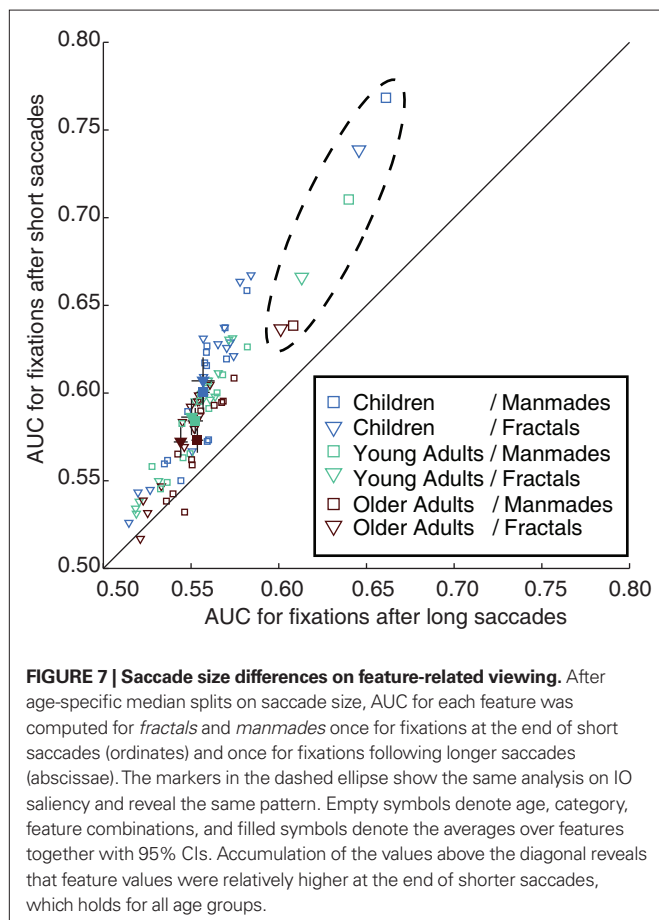 0.80
0.75
0.70
0.65
0.60
0.55
0.50
AUC for fixations after short saccades
Children / Manmades
Children / Fractals
Young Adults / Manmades
Young Adults / Fractals
Older Adults / Manmades
Older Adults / Fractals
0.50 0.55 0.60 0.65 0.70 0.75 0.80
AUC for fixations after long saccades
FIGURE 7 | Saccade size differences on feature-related viewing. After
age-specific median splits on saccade size, AUC for each feature was
computed for fractals and manmades once for fixations at the end of short
saccades (ordinates) and once for fixations following longer saccades
(abscissae). The markers in the dashed ellipse show the same analysis on IO
saliency and reveal the same pattern. Empty symbols denote age, category,
feature combinations, and filled symbols denote the averages over features
together with 95% CIs. Accumulation of the values above the diagonal reveals
that feature values were relatively higher at the end of shorter saccades,
which holds for all age groups.